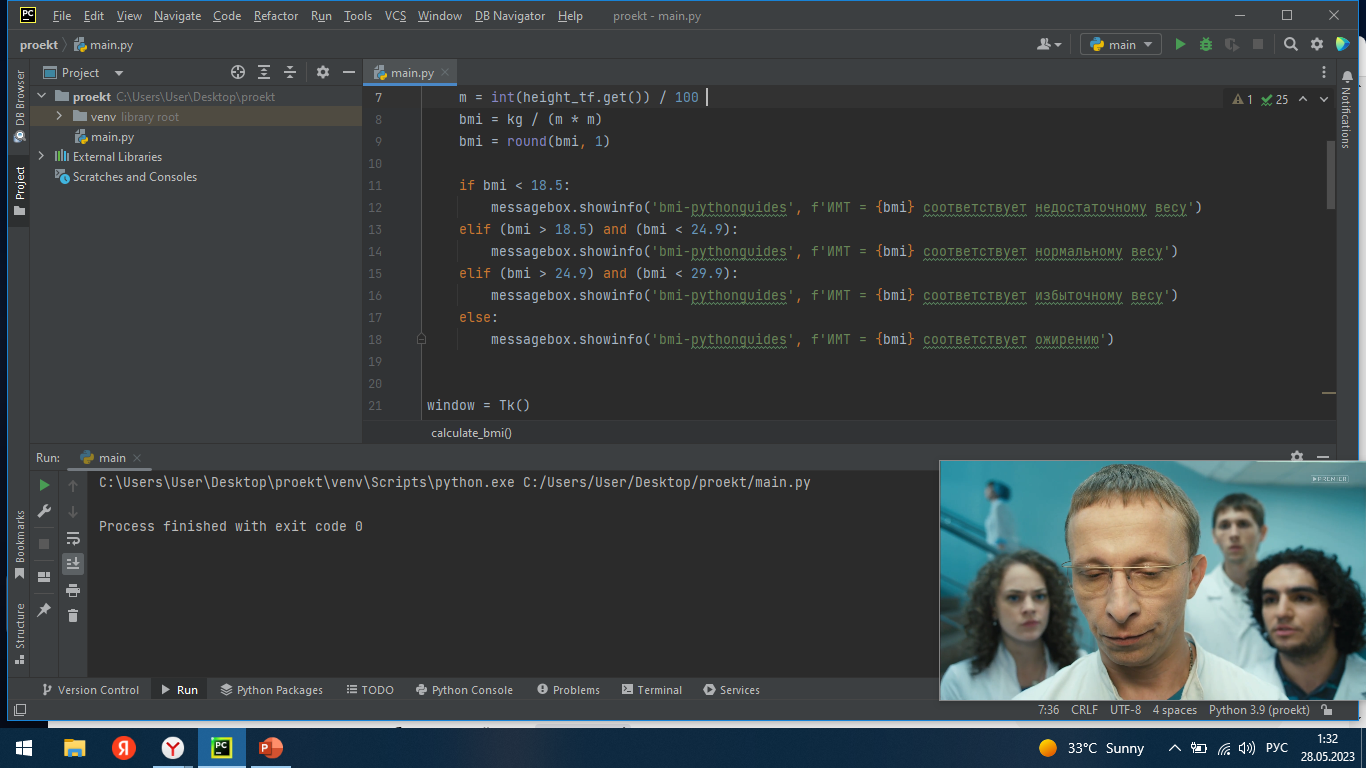 PC File Edit View Navigate Code Refactor Run Tools VCS Window DB Navigator Help proekt - main.py
proekt main.py main
Project main.py
DB Browser
Project
Notifications
proekt C:\Users\User\Desktop\proekt
venv library root
main.py
External Libraries
Scratches and Consoles
1 25
7 m = int(height_tf.get()) / 100
8 bmi = kg / (m * m)
9 bmi = round(bmi, 1)
10
11 if bmi < 18.5:
12 messagebox.showinfo('bmi-pythonguides', f'ИМТ = {bmi} соответствует недостаточному весу')
13 elif (bmi > 18.5) and (bmi < 24.9):
14 messagebox.showinfo('bmi-pythonguides', f'ИМТ = {bmi} соответствует нормальному весу')
15 elif (bmi > 24.9) and (bmi < 29.9):
16 messagebox.showinfo('bmi-pythonguides', f'ИМТ = {bmi} соответствует избыточному весу')
17 else:
18 messagebox.showinfo('bmi-pythonguides', f'ИМТ = {bmi} соответствует ожирению')
19
20
21 window = Tk()
calculate_bmi()
Run: main
C:\Users\User\Desktop\proekt\venv\Scripts\python.exe C:/Users/User/Desktop/proekt/main.py
Process finished with exit code 0
Bookmarks
Structure
PREMIER
Version Control Run Python Packages TODO Python Console Problems Terminal Services
7:36 CRLF UTF-8 4 spaces Python 3.9 (proekt)
Я Y PC P 33°C Sunny РУС 1:32
28.05.2023